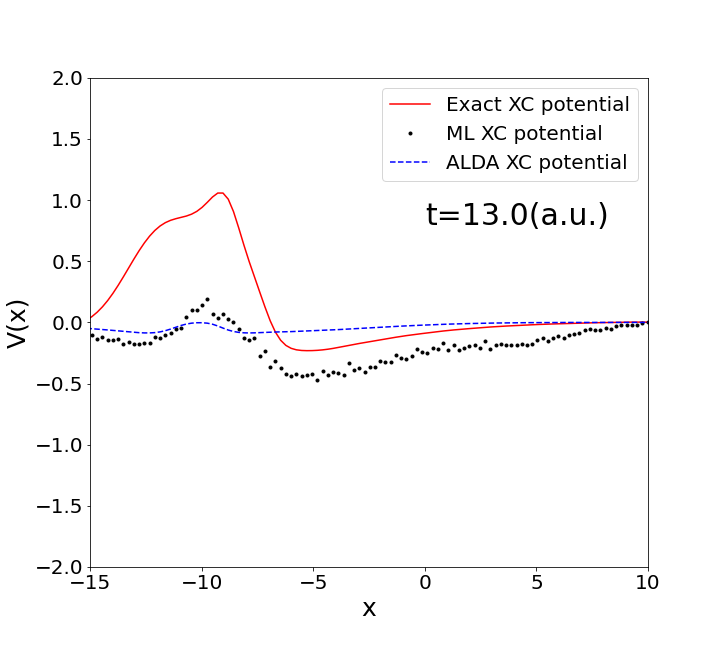 2.0
1.5
1.0
0.5
0.0
−0.5
−1.0
−1.5
−2.0
V(x)
Exact XC potential
ML XC potential
ALDA XC potential
t=13.0(a.u.)
−15
−10
−5
0
5
10
x